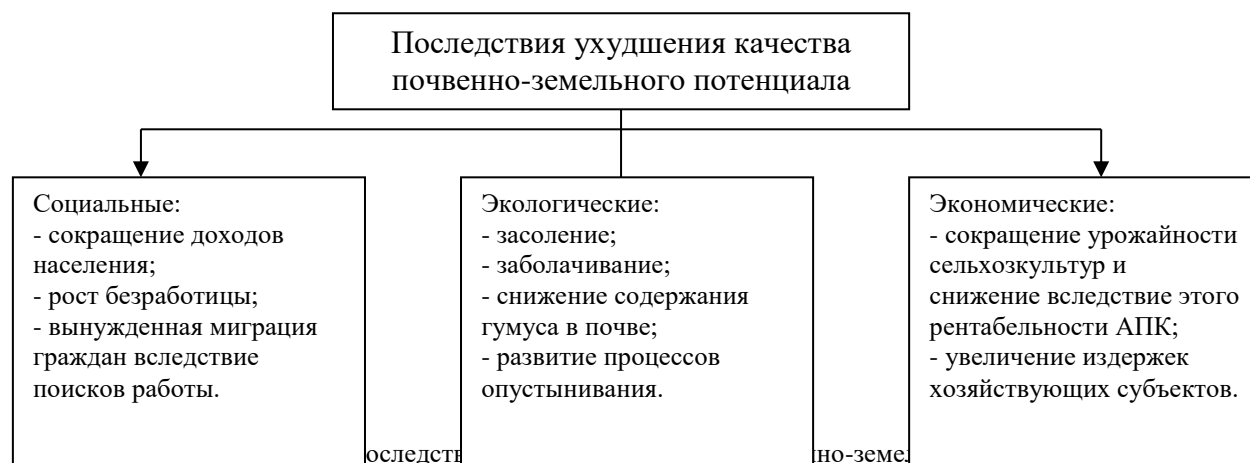 Последствия ухудшения качества
почвенно-земельного потенциала
Социальные:
- сокращение доходов
населения;
- рост безработицы;
- вынужденная миграция
граждан вследствие
поисков работы.
Экологические:
- засоление;
- заболачивание;
- снижение содержания
гумуса в почве;
- развитие процессов
опустынивания.
Экономические:
- сокращение урожайности
сельхозкультур и
снижение вследствие этого
рентабельности АПК;
- увеличение издержек
хозяйствующих субъектов.